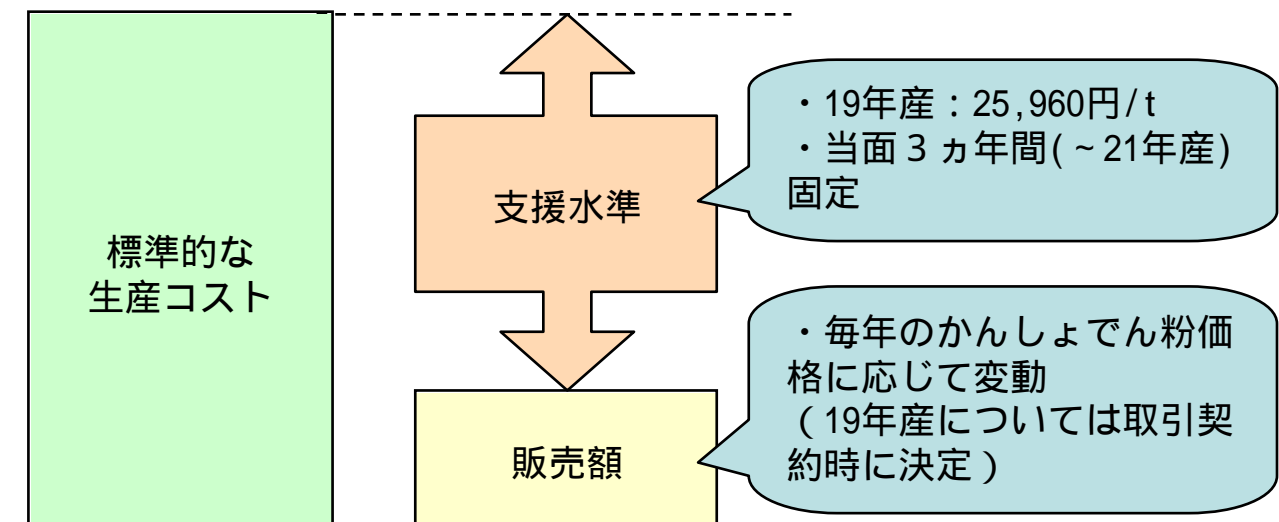 標準的な
生産コスト
支援水準
・19年産：25,960円/t
・当面３ヵ年間(~21年産)
固定
販売額
・毎年のかんしょでん粉価
格に応じて変動
（19年産については取引契
約時に決定）